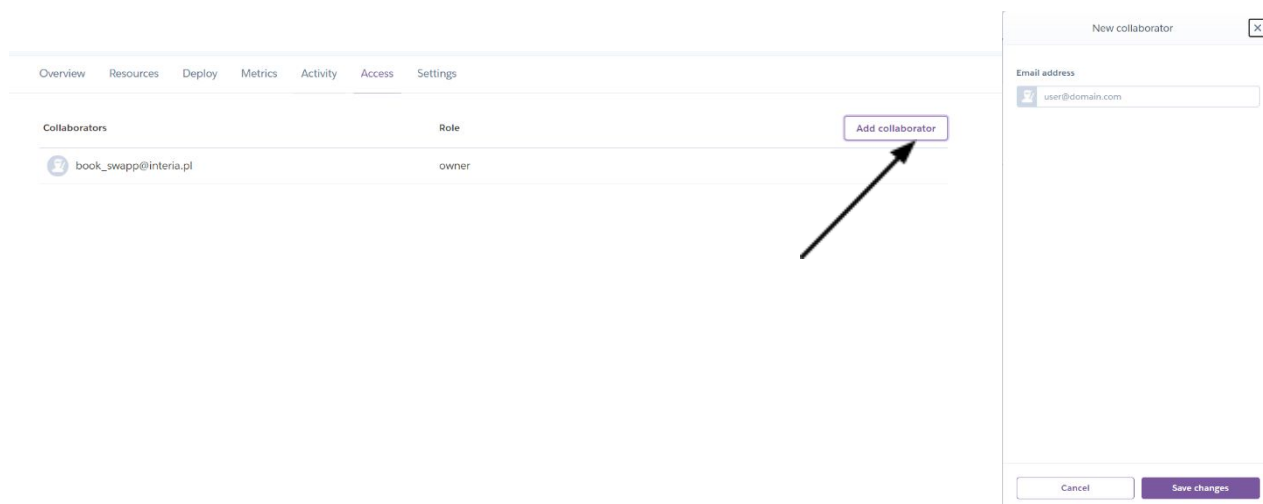 Overview Resources Deploy Metrics Activity Access Settings
Collaborators Role Add collaborator
book_swapp@interia.pl owner
New collaborator
Email address
user@domain.com
Cancel Save changes